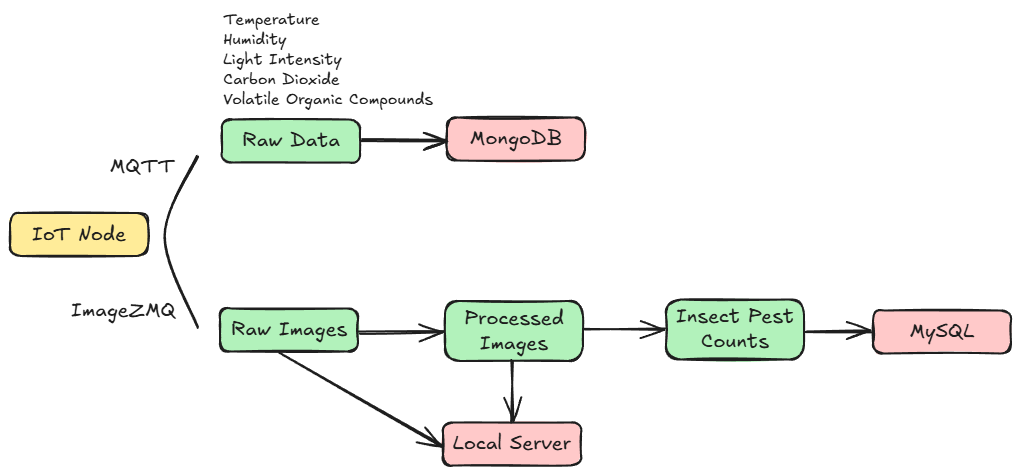 Temperature
Humidity
Light Intensity
Carbon Dioxide
Volatile Organic Compounds
Raw Data
MongoDB
MQTT
IoT Node
ImageZMQ
Raw Images
Processed
Images
Insect Pest
Counts
MySQL
Local Server